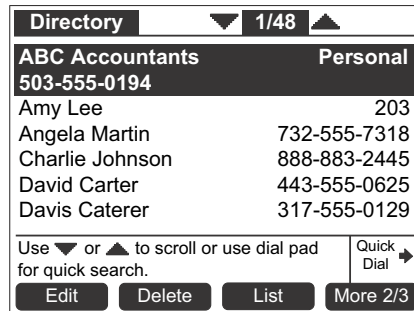 Directory 1/48
ABC Accountants Personal
503-555-0194
Amy Lee 203
Angela Martin 732-555-7318
Charlie Johnson 888-883-2445
David Carter 443-555-0625
Davis Caterer 317-555-0129
Use ▼ or ▲ to scroll or use dial pad
for quick search.
Quick
Dial
Edit Delete List More 2/3